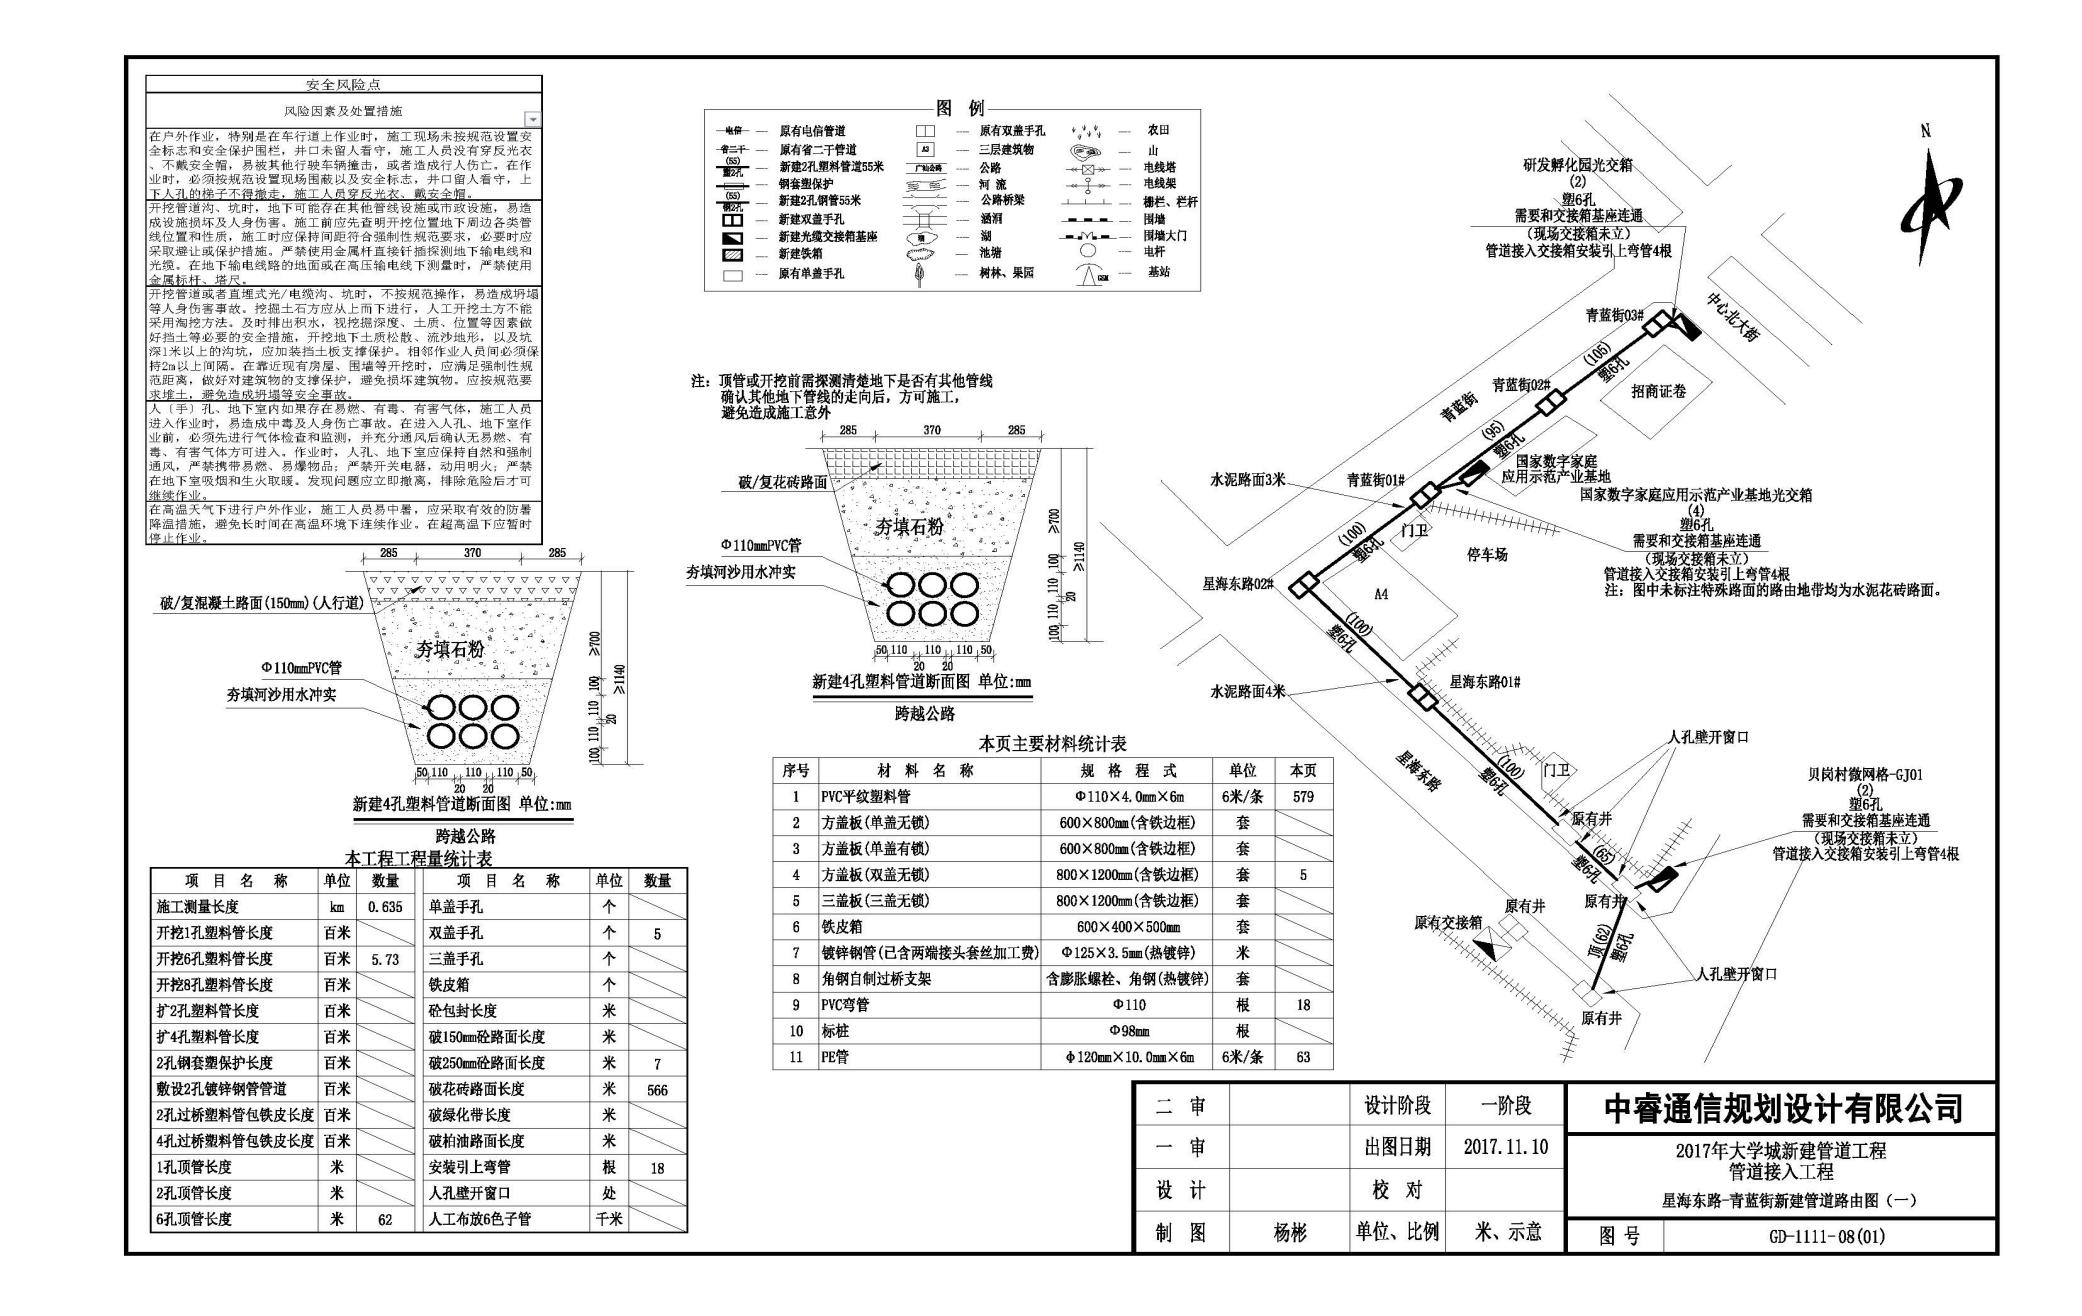 安全风险点
风险因素及处置措施
在户外作业，特别是在车行道上作业时，施工现场未按规范设置安
全标志和安全保护围栏，井口未留人看守，施工人员没有穿反光衣
、不戴安全帽，易被其他行驶车辆撞击，或者造成行人伤亡。在作
业时，必须按规范设置现场围蔽以及安全标志，井口留人看守，上
下人孔的梯子不得撤走，施工人员穿反光衣、戴安全帽。
开挖管道沟、坑时，地下可能存在其他管线设施或市政设施，易造
成设施损坏及人身伤害。施工前应先查明开挖位置地下周边各类管
线位置和性质，施工时应保持间距符合强制性规范要求，必要时应
采取避让或保护措施。严禁使用金属杆直接钎插探测地下输电线和
光缆。在地下输电线路的地面或在高压输电线下测量时，严禁使用
金属标杆、塔尺。
开挖管道或者直埋式光/电缆沟、坑时，不按规范操作，易造成坍塌
等人身伤害事故。挖掘土石方应从上而下进行，人工开挖土方不能
采用淘挖方法。及时排出积水，视挖掘深度、土质、位置等因素做
好挡土等必要的安全措施，开挖地下土质松散、流沙地形，以及坑
深1米以上的沟坑，应加装挡土板支撑保护。相邻作业人员间必须保
持2m以上间隔。在靠近现有房屋、围墙等开挖时，应满足强制性规
范距离，做好对建筑物的支撑保护，避免损坏建筑物。应按规范要
求堆土，避免造成坍塌等安全事故。
人（手）孔、地下室内如果存在易燃、有毒、有害气体，施工人员
进入作业时，易造成中毒及人身伤亡事故。在进入人孔、地下室作
业前，必须先进行气体检查和监测，并充分通风后确认无易燃、有
毒、有害气体方可进入。作业时，人孔、地下室应保持自然和强制
通风，严禁携带易燃、易爆物品；严禁开关电器，动用明火；严禁
在地下室吸烟和生火取暖。发现问题应立即撤离，排除危险后才可
继续作业。
在高温天气下进行户外作业，施工人员易中暑，应采取有效的防暑
降温措施，避免长时间在高温环境下连续作业。在超高温下应暂时
停止作业。
图 例
电信 原有电信管道 原有双盖手孔 农田
省二干 原有省二干管道 A3 三层建筑物 山
(55) 塑2孔 新建2孔塑料管道55米 广汕公路 公路 电线塔
钢套塑保护 河 流 电线架
(55) 钢2孔 新建2孔钢管55米 公路桥梁 栅栏、栏杆
新建双盖手孔 涵洞 围墙
新建光缆交接箱基座 湖 围墙大门
新建铁箱 池塘 电杆
原有单盖手孔 树林、果园 GSM 基站
注：顶管或开挖前需探测清楚地下是否有其他管线
确认其他地下管线的走向后，方可施工，
避免造成施工意外
285 370 285
破/复花砖路面
夯填石粉
Φ110mmPVC管
夯填河沙用水冲实
≥700
100
110
20
110
100
≥1140
50 110 110 110 50
20 20
新建4孔塑料管道断面图 单位:mm
跨越公路
285 370 285
破/复混凝土路面(150mm)(人行道)
夯填石粉
Φ110mmPVC管
夯填河沙用水冲实
≥700
100
110
20
110
100
≥1140
50 110 110 110 50
20 20
新建4孔塑料管道断面图 单位:mm
跨越公路
本工程工程量统计表
项 目 名 称 单位 数量 项 目 名 称 单位 数量
施工测量长度 km 0.635 单盖手孔 个
开挖1孔塑料管长度 百米 双盖手孔 个 5
开挖6孔塑料管长度 百米 5.73 三盖手孔 个
开挖8孔塑料管长度 百米 铁皮箱 个
扩2孔塑料管长度 百米 砼包封长度 米
扩4孔塑料管长度 百米 破150mm砼路面长度 米
2孔钢套塑保护长度 百米 破250mm砼路面长度 米 7
敷设2孔镀锌钢管管道 百米 破花砖路面长度 米 566
2孔过桥塑料管包铁皮长度 百米 破绿化带长度 米
4孔过桥塑料管包铁皮长度 百米 破柏油路面长度 米
1孔顶管长度 米 安装引上弯管 根 18
2孔顶管长度 米 人孔壁开窗口 处
6孔顶管长度 米 62 人工布放6色子管 千米
本页主要材料统计表
序号 材 料 名 称 规 格 程 式 单位 本页
1 PVC平纹塑料管 Φ110×4.0mm×6m 6米/条 579
2 方盖板(单盖无锁) 600×800mm(含铁边框) 套
3 方盖板(单盖有锁) 600×800mm(含铁边框) 套
4 方盖板(双盖无锁) 800×1200mm(含铁边框) 套 5
5 三盖板(三盖无锁) 800×1200mm(含铁边框) 套
6 铁皮箱 600×400×500mm 套
7 镀锌钢管(已含两端接头套丝加工费) Φ125×3.5mm(热镀锌) 米
8 角钢自制过桥支架 含膨胀螺栓、角钢(热镀锌) 套
9 PVC弯管 Φ110 根 18
10 标桩 Φ98mm 根
11 PE管 Φ120mm×10.0mm×6m 6米/条 63
N
研发孵化园光交箱
(2)
塑6孔
需要和交接箱基座连通
(现场交接箱未立)
管道接入交接箱安装引上弯管4根
中心北大街
青蓝街03#
(105)
塑6孔
招商证卷
青蓝街02#
青蓝街
(95)
塑6孔
国家数字家庭
应用示范产业基地
水泥路面3米
青蓝街01#
国家数字家庭应用示范产业基地光交箱
(4)
塑6孔
需要和交接箱基座连通
(现场交接箱未立)
管道接入交接箱安装引上弯管4根
注：图中未标注特殊路面的路由地带均为水泥花砖路面。
门卫
停车场
(100)
塑6孔
星海东路02#
A4
(100)
塑6孔
水泥路面4米
星海东路01#
星海东路
(100)
塑6孔
门卫
人孔壁开窗口
原有井
贝岗村微网格-GJ01
(2)
塑6孔
需要和交接箱基座连通
(现场交接箱未立)
管道接入交接箱安装引上弯管4根
(65)
塑6孔
原有井
原有井
原有交接箱
顶(62)
塑6孔
人孔壁开窗口
原有井
二 审 设计阶段 一阶段
一 审 出图日期 2017.11.10
设 计 校 对
制 图 杨彬 单位、比例 米、示意
中睿通信规划设计有限公司
2017年大学城新建管道工程
管道接入工程
星海东路-青蓝街新建管道路由图（一）
图 号 GD-1111-08(01)